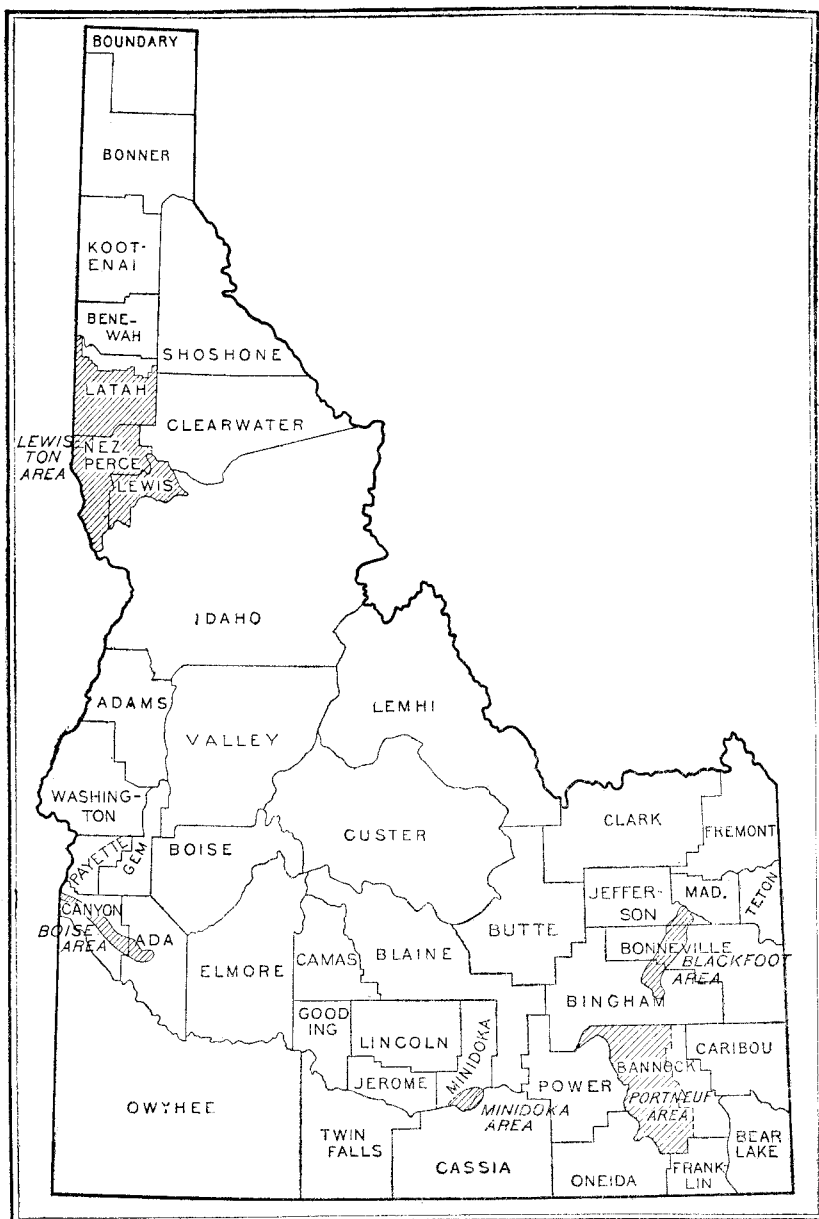 BOUNDARY
BONNER
KOOT-
ENAI
BENE-
WAH
SHOSHONE
LATAH
CLEARWATER
LEWIS
TON
AREA
NEZ
PERCE
LEWIS
IDAHO
ADAMS
LEMHI
VALLEY
WASHING-
TON
CUSTER
CLARK
FREMONT
PAYETTE
GEM
BOISE
JEFFER-
SON
MAD.
TETON
CANYON
BOISE
AREA
ADA
BUTTE
BONNEVILLE
BLACKFOOT
AREA
ELMORE
CAMAS
BLAINE
BINGHAM
GOOD
ING
LINCOLN
MINIDOKA
CARIBOU
BANNOCK
JEROME
POWER
PORTNEUF
AREA
OWYHEE
MINIDOKA
AREA
TWIN
FALLS
CASSIA
ONEIDA
FRANK-
LIN
BEAR
LAKE